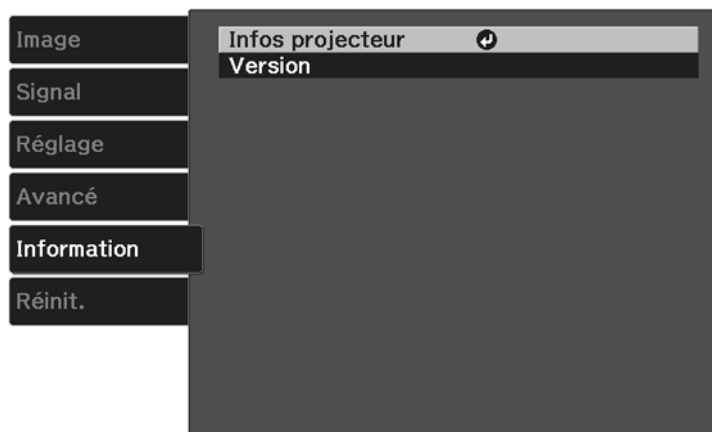 Image
Signal
Réglage
Avancé
Information
Réinit.
Infos projecteur
Version